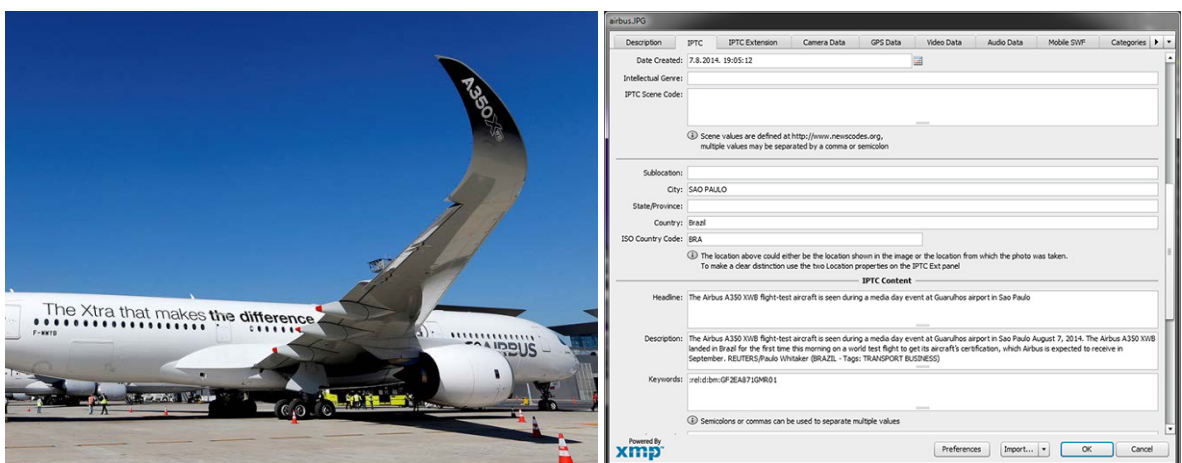 A350XWB
The Xtra that makes the difference
F-WWYB
AIRBUS
airbus.JPG
Description IPTC IPTC Extension Camera Data GPS Data Video Data Audio Data Mobile SWF Categories
Date Created: 7.8.2014. 19:05:12
Intellectual Genre:
IPTC Scene Code:
Scene values are defined at http://www.newscodes.org,
multiple values may be separated by a comma or semicolon
Sublocation:
City: SAO PAULO
State/Province:
Country: Brazil
ISO Country Code: BRA
The location above could either be the location shown in the image or the location from which the photo was taken.
To make a clear distinction use the two Location properties on the IPTC Ext panel
IPTC Content
Headline: The Airbus A350 XWB flight-test aircraft is seen during a media day event at Guarulhos airport in Sao Paulo
Description: The Airbus A350 XWB flight-test aircraft is seen during a media day event at Guarulhos airport in Sao Paulo August 7, 2014. The Airbus A350 XWB
landed in Brazil for the first time this morning on a world test flight to get its aircraft's certification, which Airbus is expected to receive in
September. REUTERS/Paulo Whitaker (BRAZIL - Tags: TRANSPORT BUSINESS)
Keywords: :rel:d:bm:GF2EA871GMR01
Semicolons or commas can be used to separate multiple values
Powered By
xmp
Preferences Import... OK Cancel